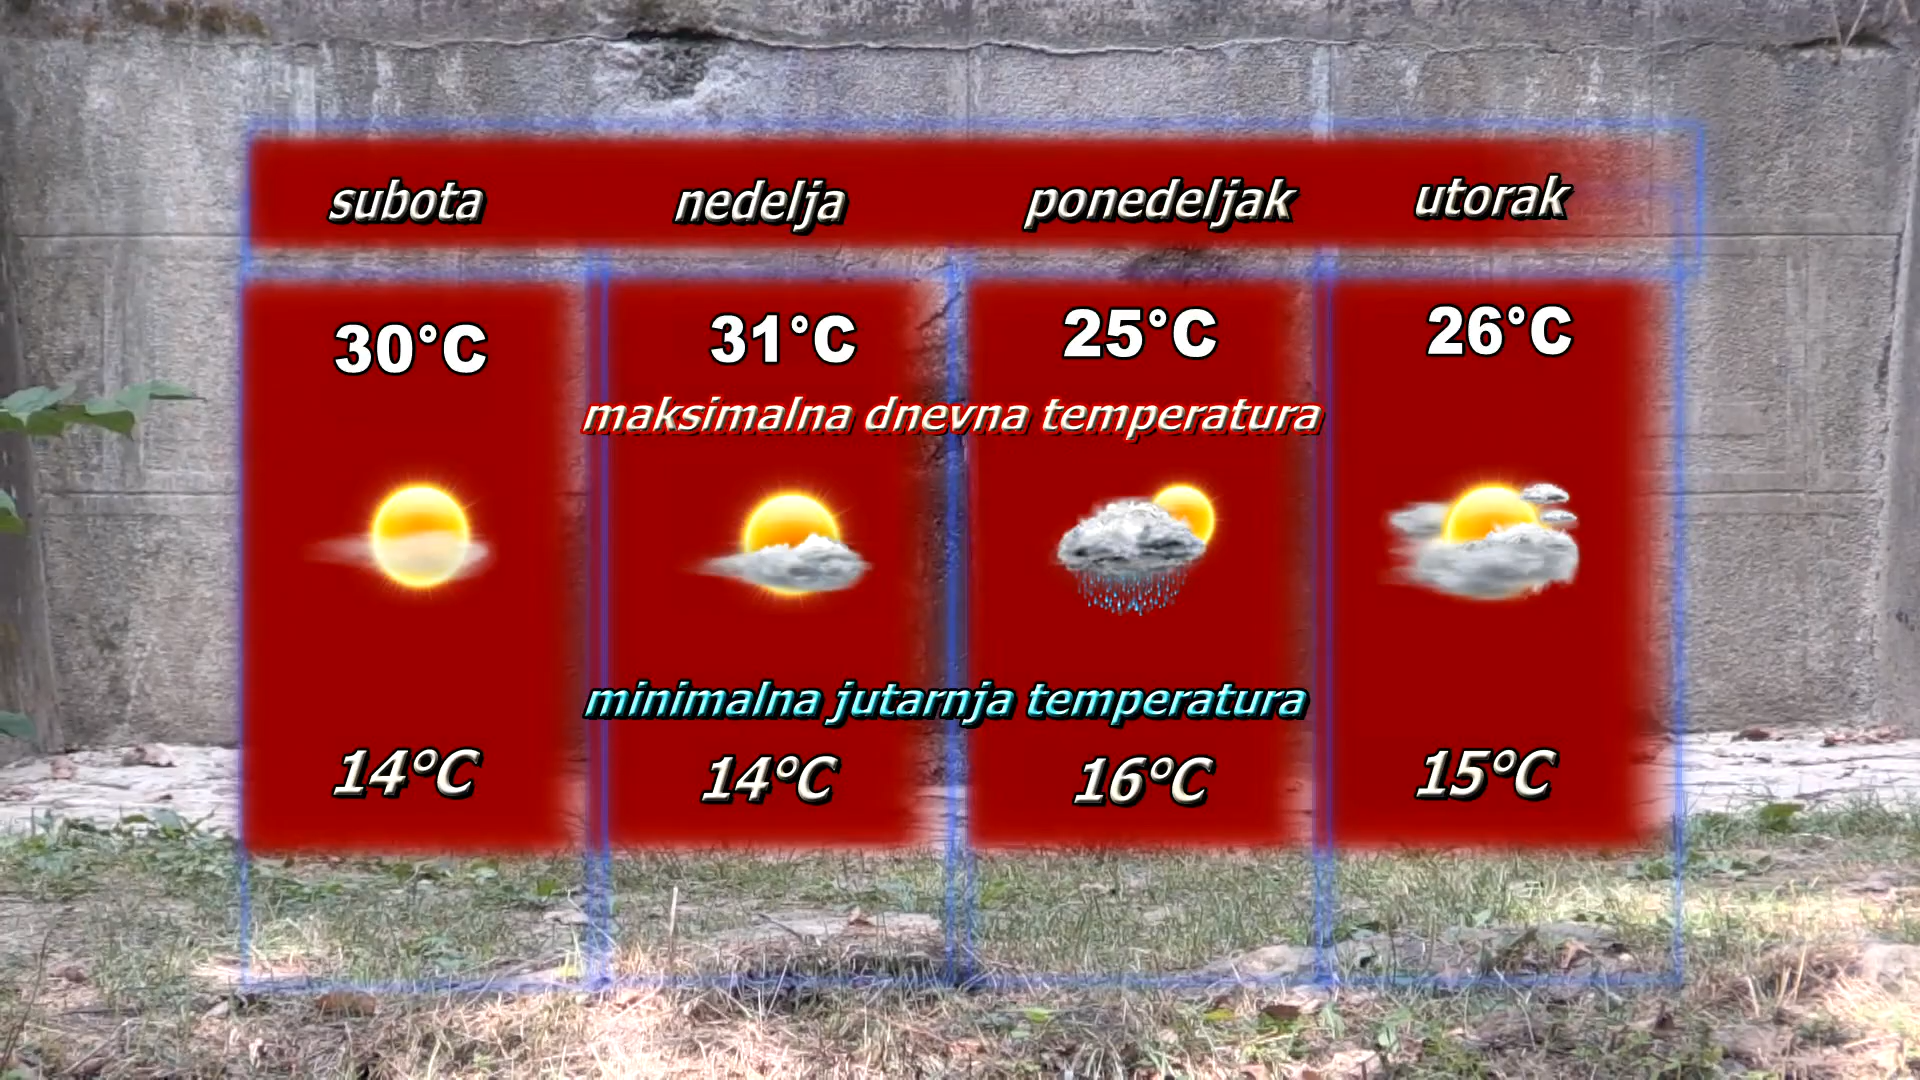 subota nedelja ponedeljak utorak
30°C 31°C 25°C 26°C
maksimalna dnevna temperatura
minimalna jutarnja temperatura
14°C 14°C 16°C 15°C